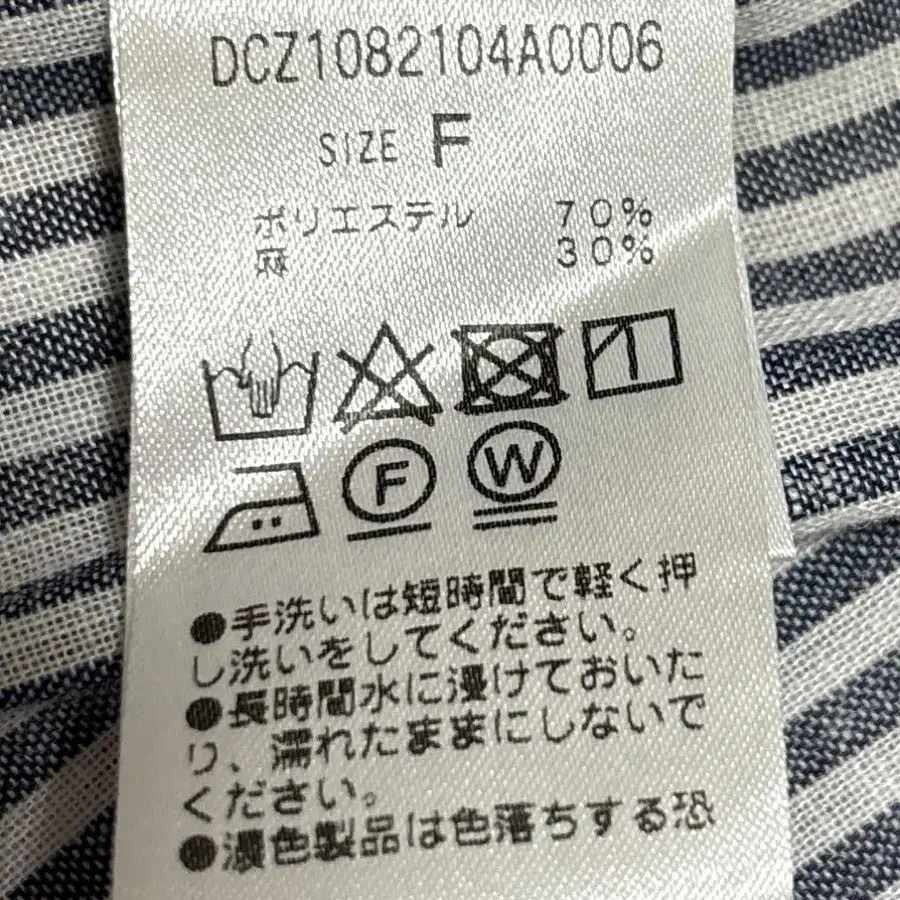 DCZ1082104A0006
SIZE F
ポリエステル 70%
麻 30%
F W
●手洗いは短時間で軽く押
し洗いをしてください。
●長時間水に浸けておいた
り、濡れたままにしないで
ください。
●濃色製品は色落ちする恐